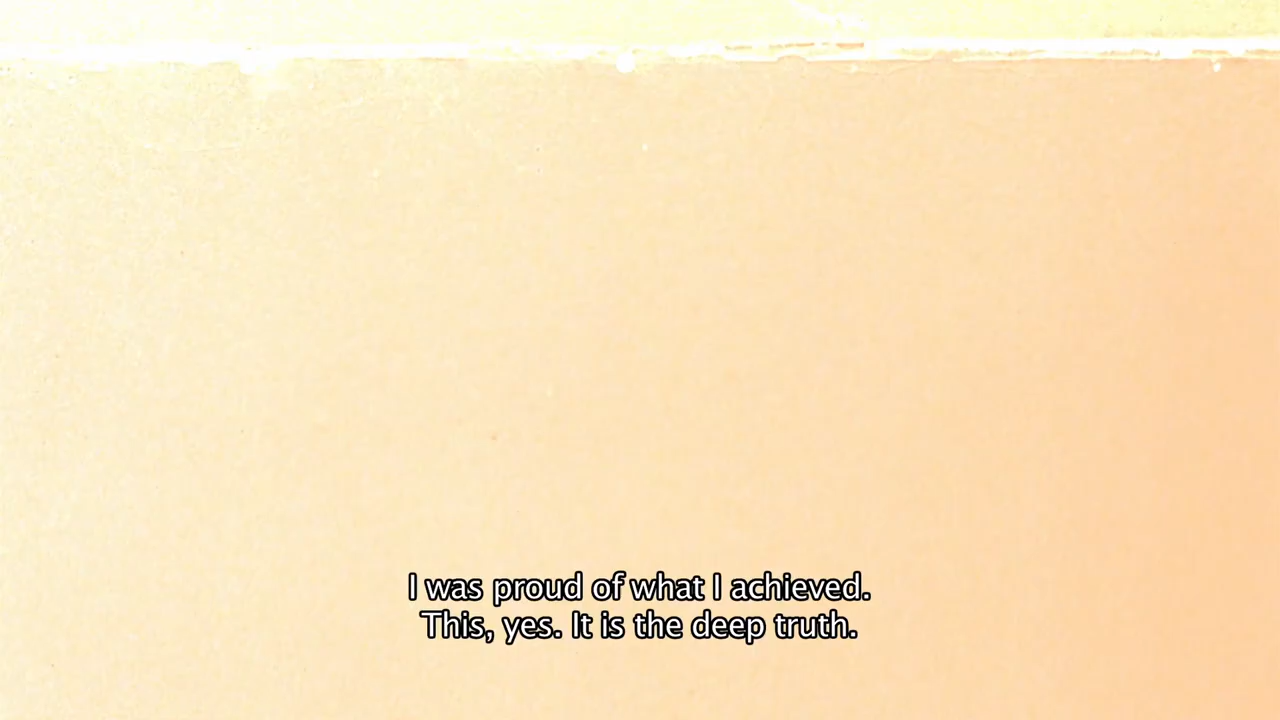 I was proud of what I achieved.
This, yes. It is the deep truth.